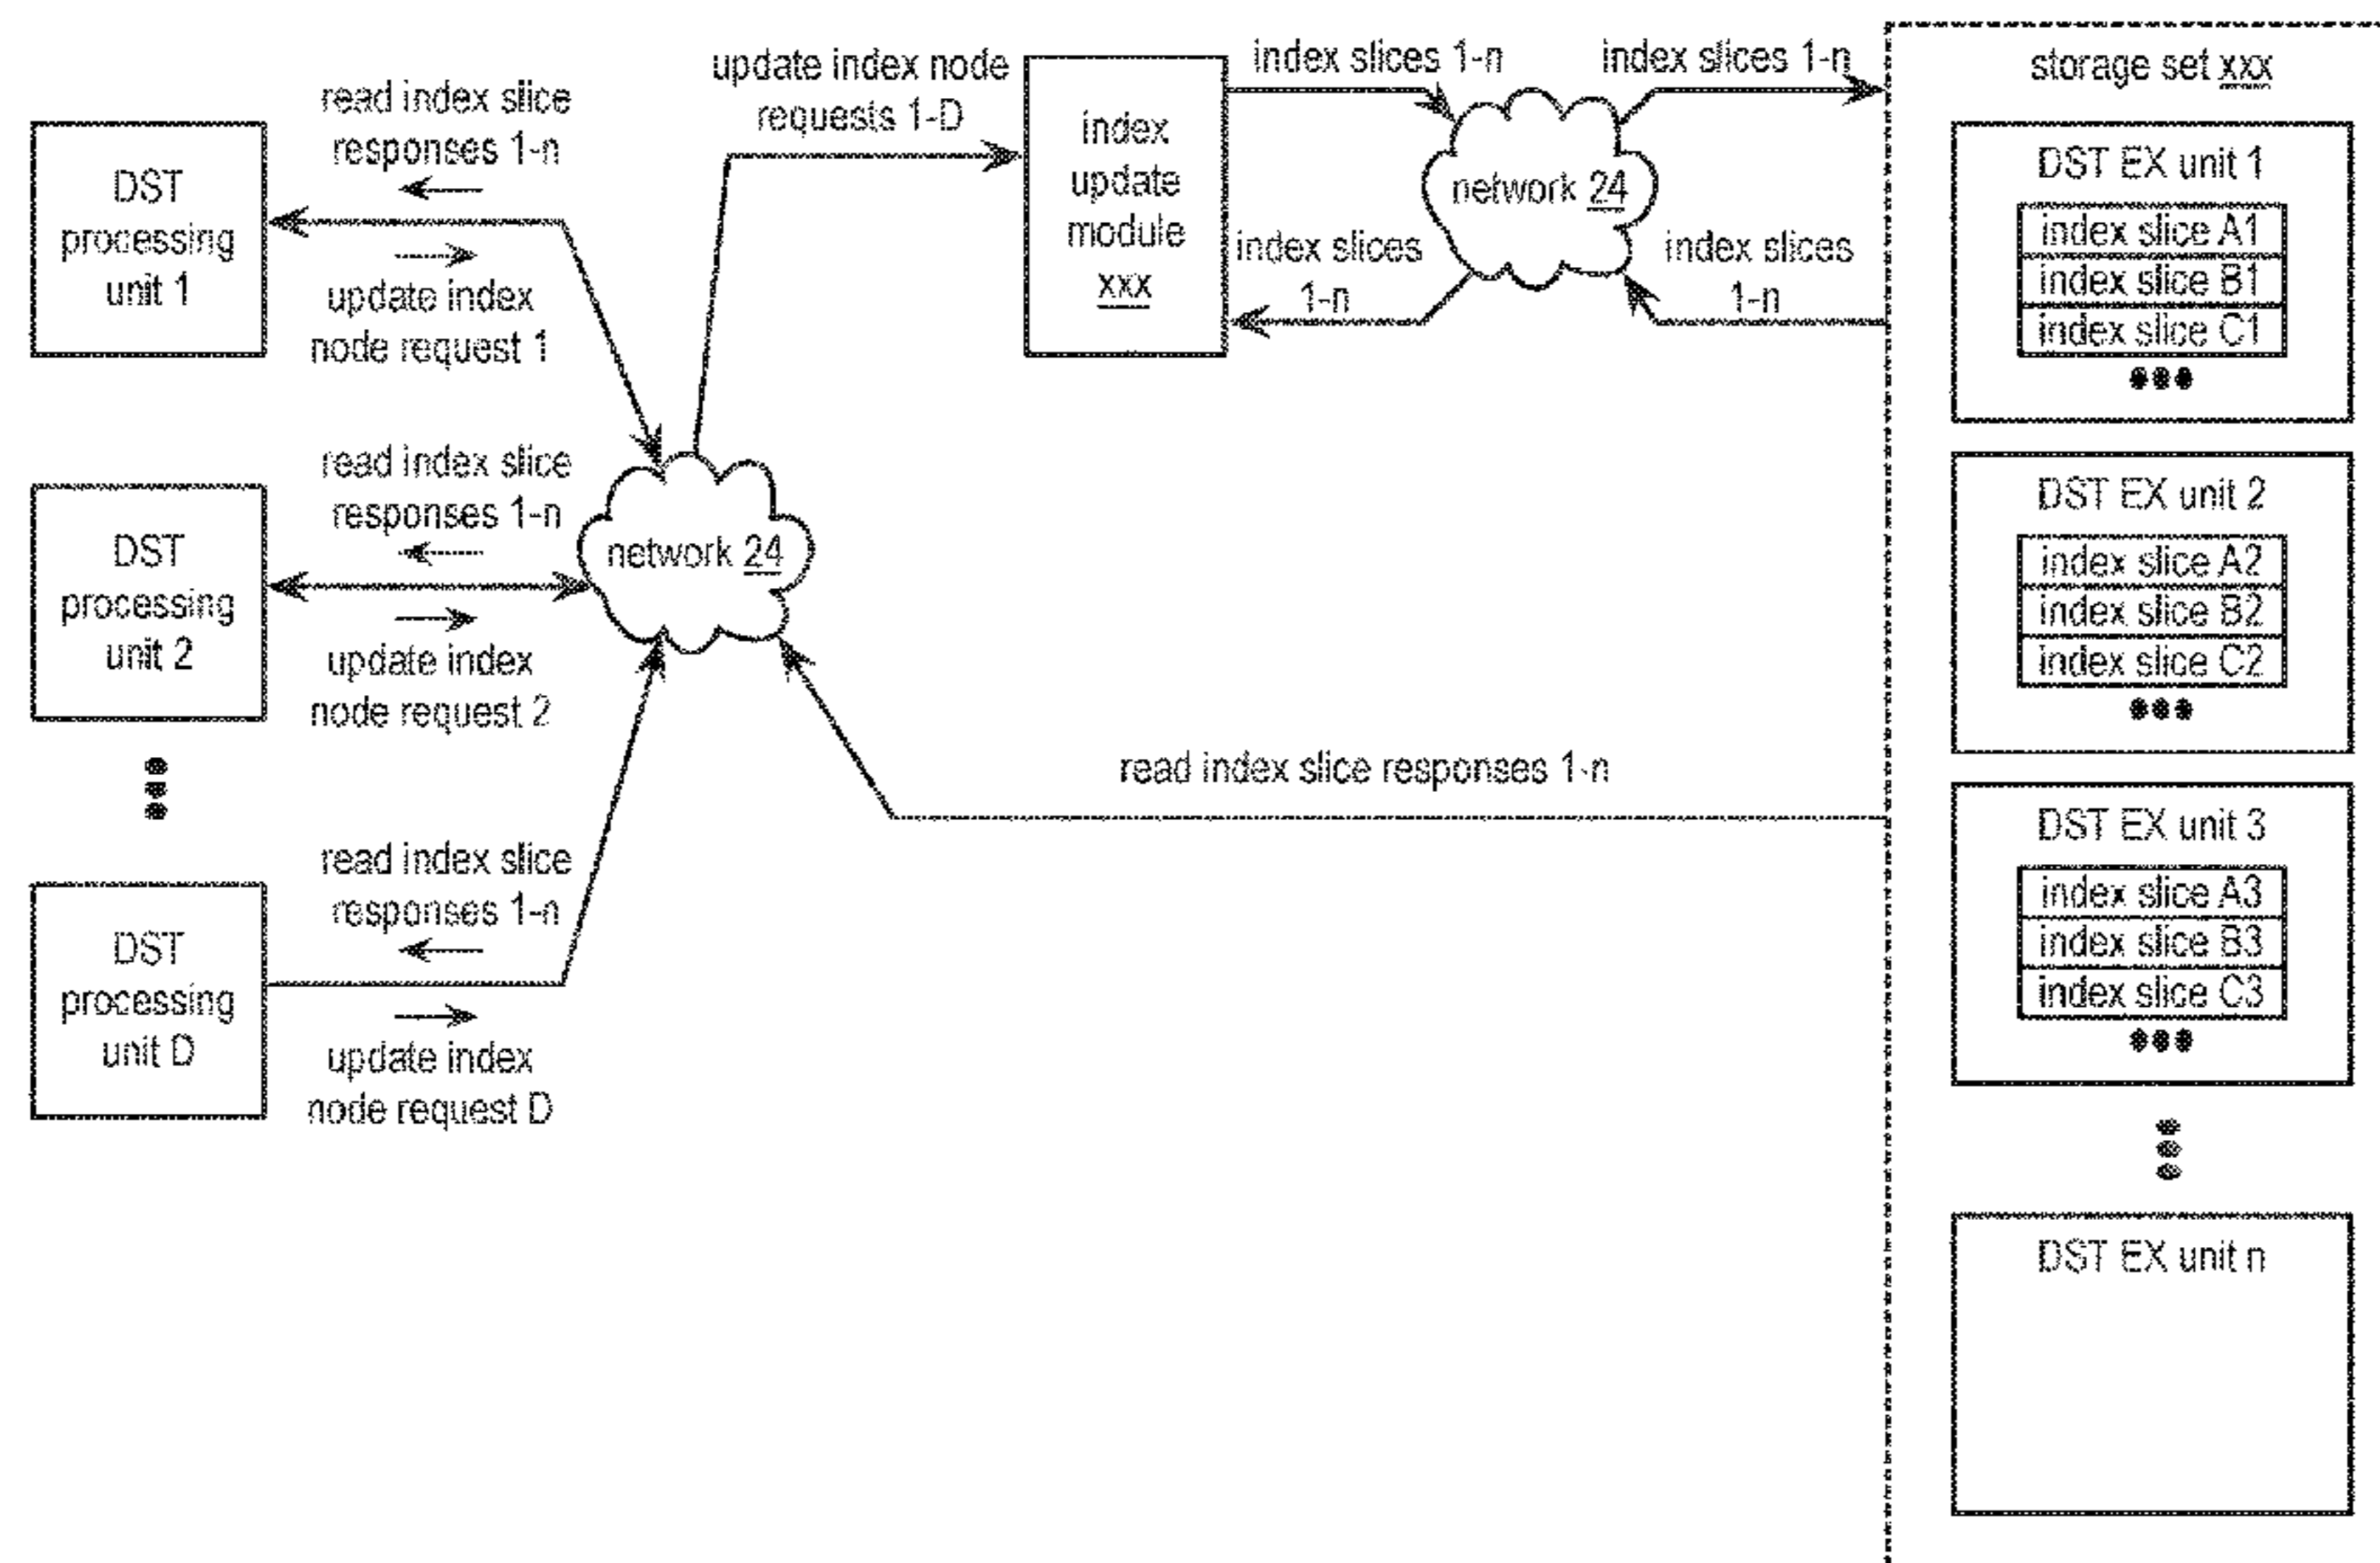 read index slice
responses 1-n
DST
processing
unit 1
update index
node request 1
read index slice
responses 1-n
DST
processing
unit 2
update index
node request 2
read index slice
responses 1-n
DST
processing
unit D
update index
node request D
network 24
update index node
requests 1-D
index
update
module
xxx
index slices 1-n
index slices 1-n
network 24
index slices
1-n
index slices
1-n
read index slice responses 1-n
storage set xxx
DST EX unit 1
index slice A1
index slice B1
index slice C1
DST EX unit 2
index slice A2
index slice B2
index slice C2
DST EX unit 3
index slice A3
index slice B3
index slice C3
DST EX unit n